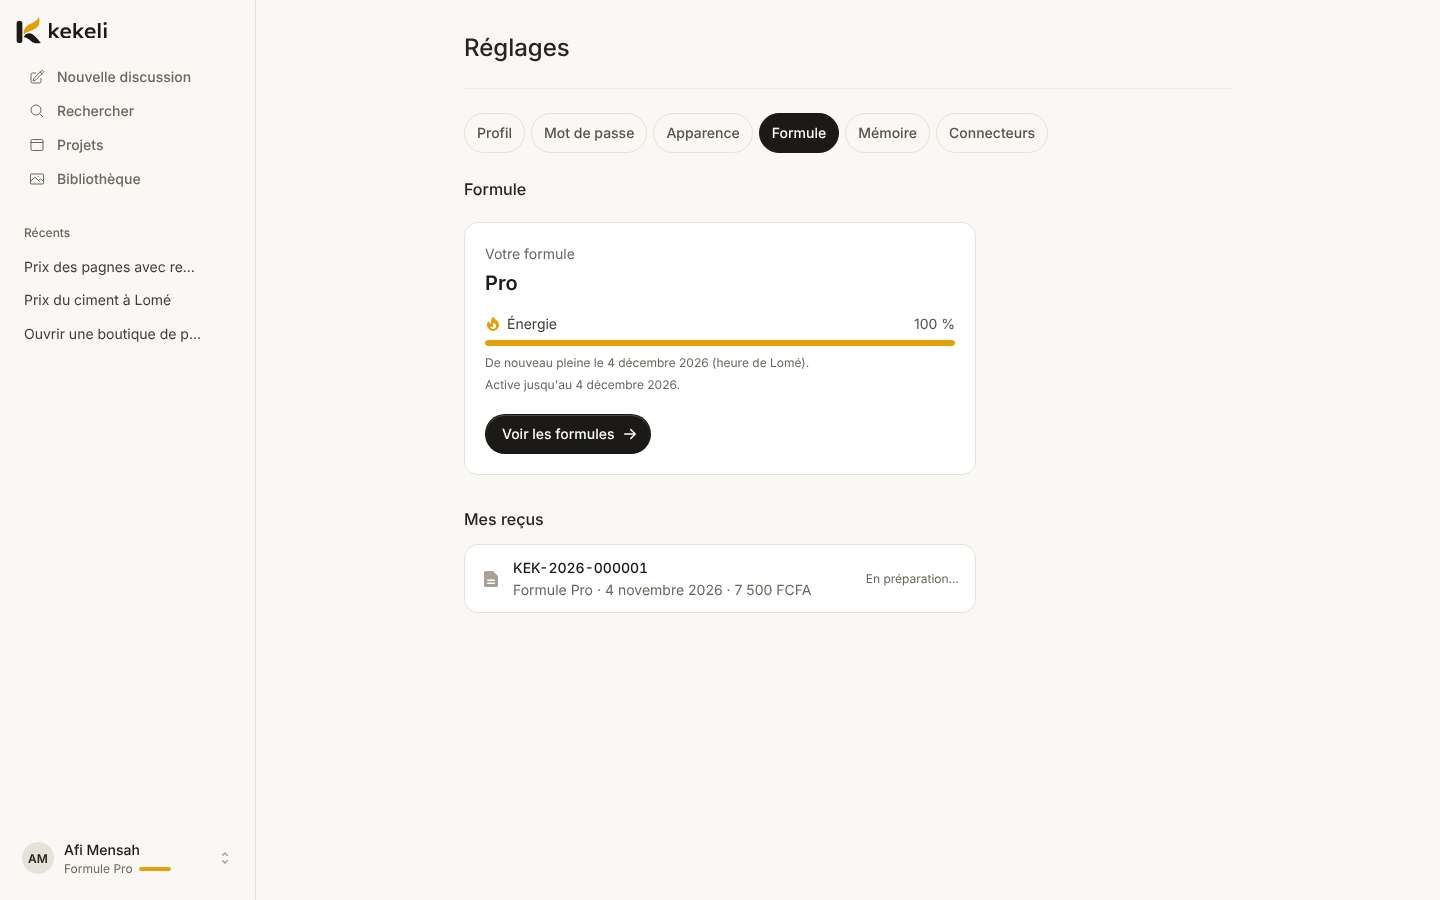 kekeli
Nouvelle discussion
Rechercher
Projets
Bibliothèque
Récents
Prix des pagnes avec re...
Prix du ciment à Lomé
Ouvrir une boutique de p...
AM
Afi Mensah
Formule Pro
Réglages
Profil
Mot de passe
Apparence
Formule
Mémoire
Connecteurs
Formule
Votre formule
Pro
Énergie
100 %
De nouveau pleine le 4 décembre 2026 (heure de Lomé).
Active jusqu'au 4 décembre 2026.
Voir les formules
Mes reçus
KEK-2026-000001
Formule Pro · 4 novembre 2026 · 7 500 FCFA
En préparation...